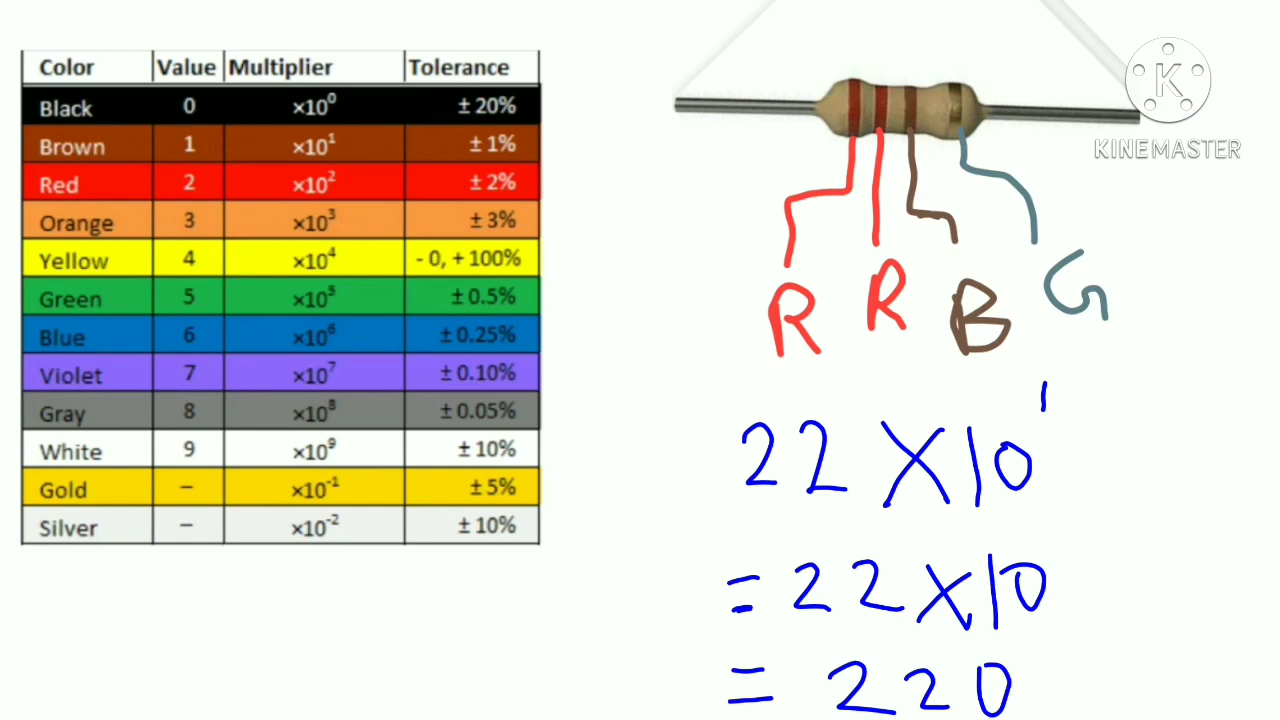 Color Value Multiplier Tolerance
Black 0 ×10⁰ ± 20%
Brown 1 ×10¹ ± 1%
Red 2 ×10² ± 2%
Orange 3 ×10³ ± 3%
Yellow 4 ×10⁴ - 0, + 100%
Green 5 ×10⁵ ± 0.5%
Blue 6 ×10⁶ ± 0.25%
Violet 7 ×10⁷ ± 0.10%
Gray 8 ×10⁸ ± 0.05%
White 9 ×10⁹ ± 10%
Gold – ×10⁻¹ ± 5%
Silver – ×10⁻² ± 10%
K
KINEMASTER
R R B G
22 X 10¹
= 22 X 10
= 220